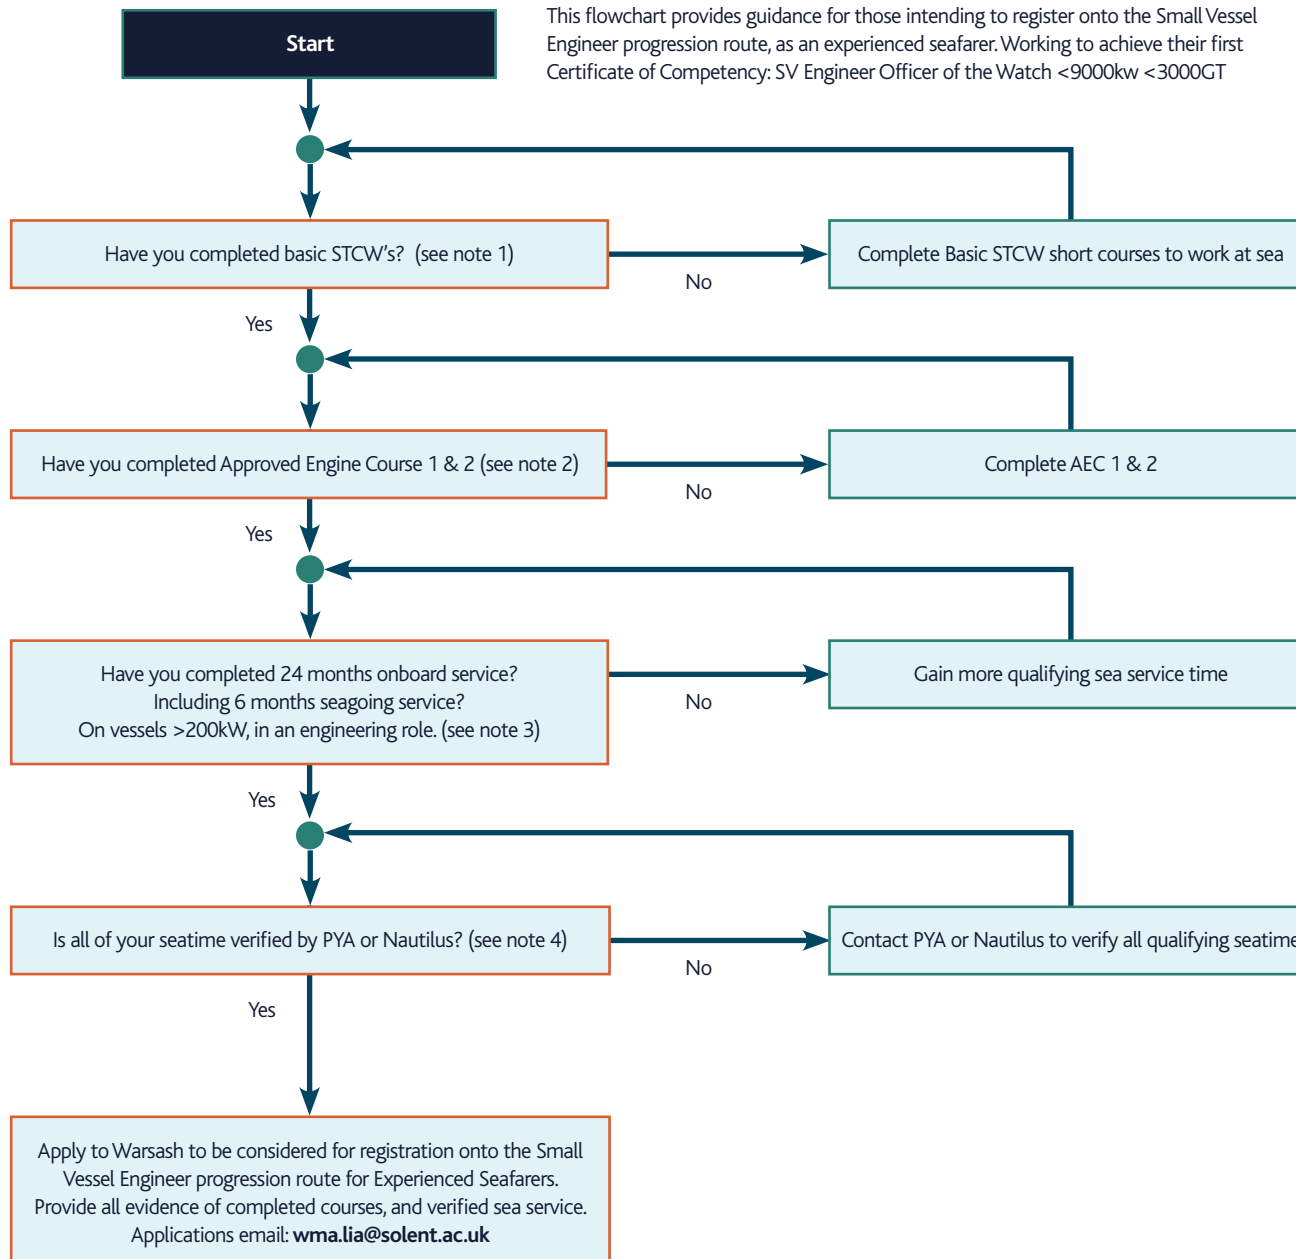 Start
This flowchart provides guidance for those intending to register onto the Small Vessel
Engineer progression route, as an experienced seafarer. Working to achieve their first
Certificate of Competency: SV Engineer Officer of the Watch <9000kw <3000GT
Have you completed basic STCW's? (see note 1)
No
Complete Basic STCW short courses to work at sea
Yes
Have you completed Approved Engine Course 1 & 2 (see note 2)
No
Complete AEC 1 & 2
Yes
Have you completed 24 months onboard service?
Including 6 months seagoing service?
On vessels >200kW, in an engineering role. (see note 3)
No
Gain more qualifying sea service time
Yes
Is all of your seatime verified by PYA or Nautilus? (see note 4)
No
Contact PYA or Nautilus to verify all qualifying seatime
Yes
Apply to Warsash to be considered for registration onto the Small
Vessel Engineer progression route for Experienced Seafarers.
Provide all evidence of completed courses, and verified sea service.
Applications email: wma.lia@solent.ac.uk